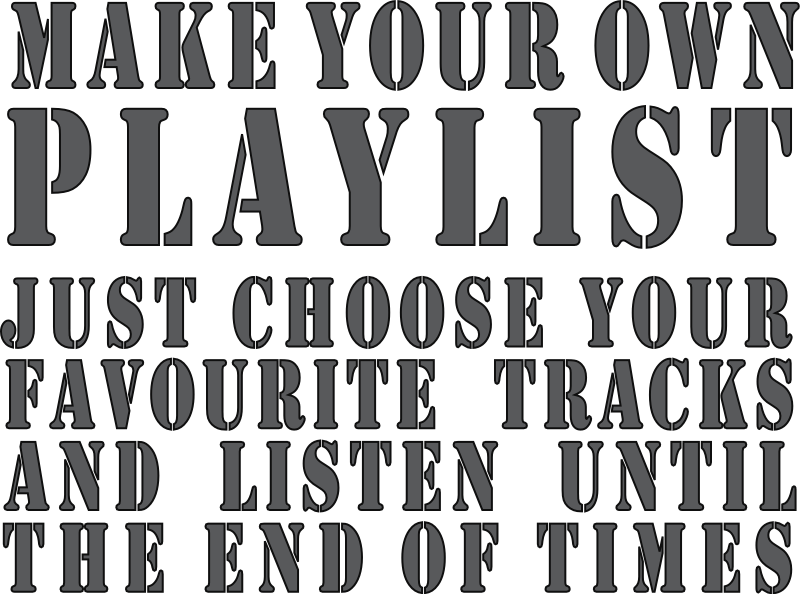 MAKE YOUR OWN
PLAYLIST
JUST CHOOSE YOUR
FAVOURITE TRACKS
AND LISTEN UNTIL
THE END OF TIMES